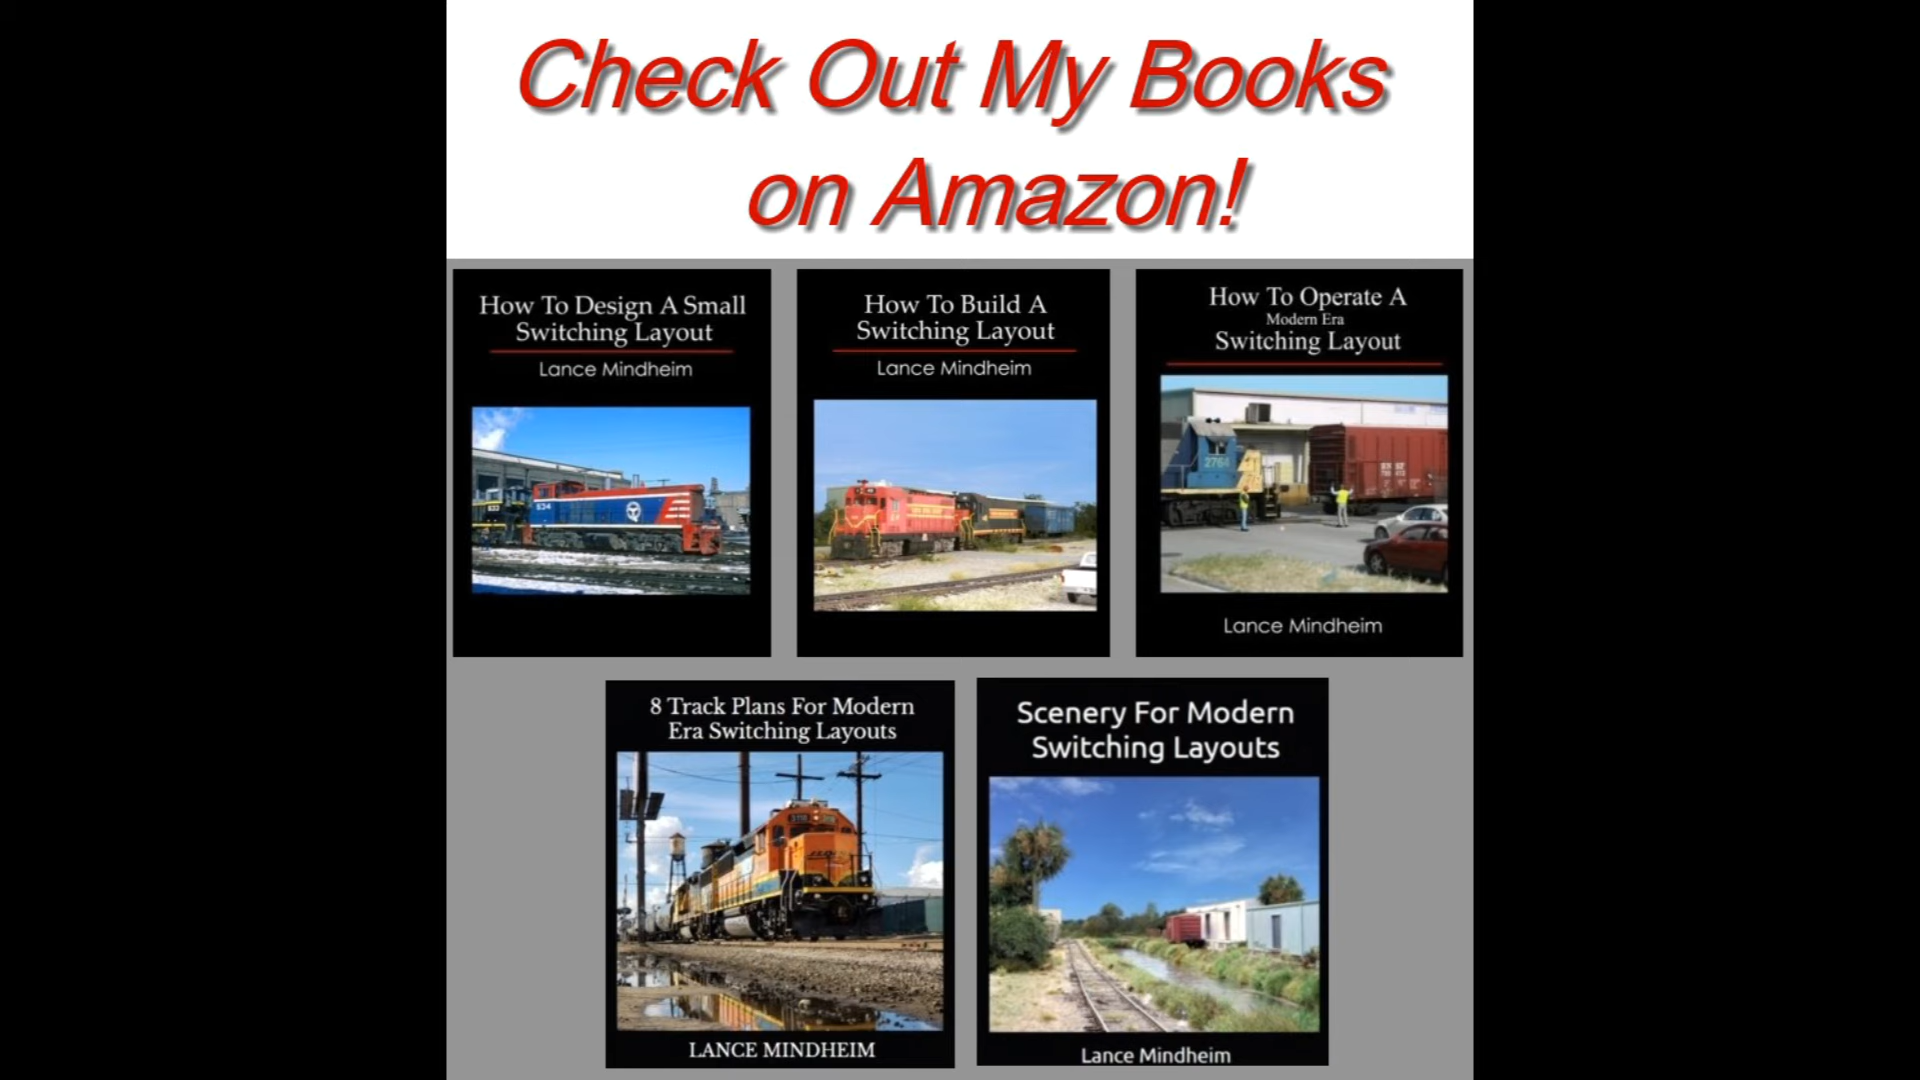 Check Out My Books
on Amazon!
How To Design A Small
Switching Layout
Lance Mindheim
534
How To Build A
Switching Layout
Lance Mindheim
How To Operate A
Modern Era
Switching Layout
2764
Lance Mindheim
8 Track Plans For Modern
Era Switching Layouts
LANCE MINDHEIM
Scenery For Modern
Switching Layouts
Lance Mindheim